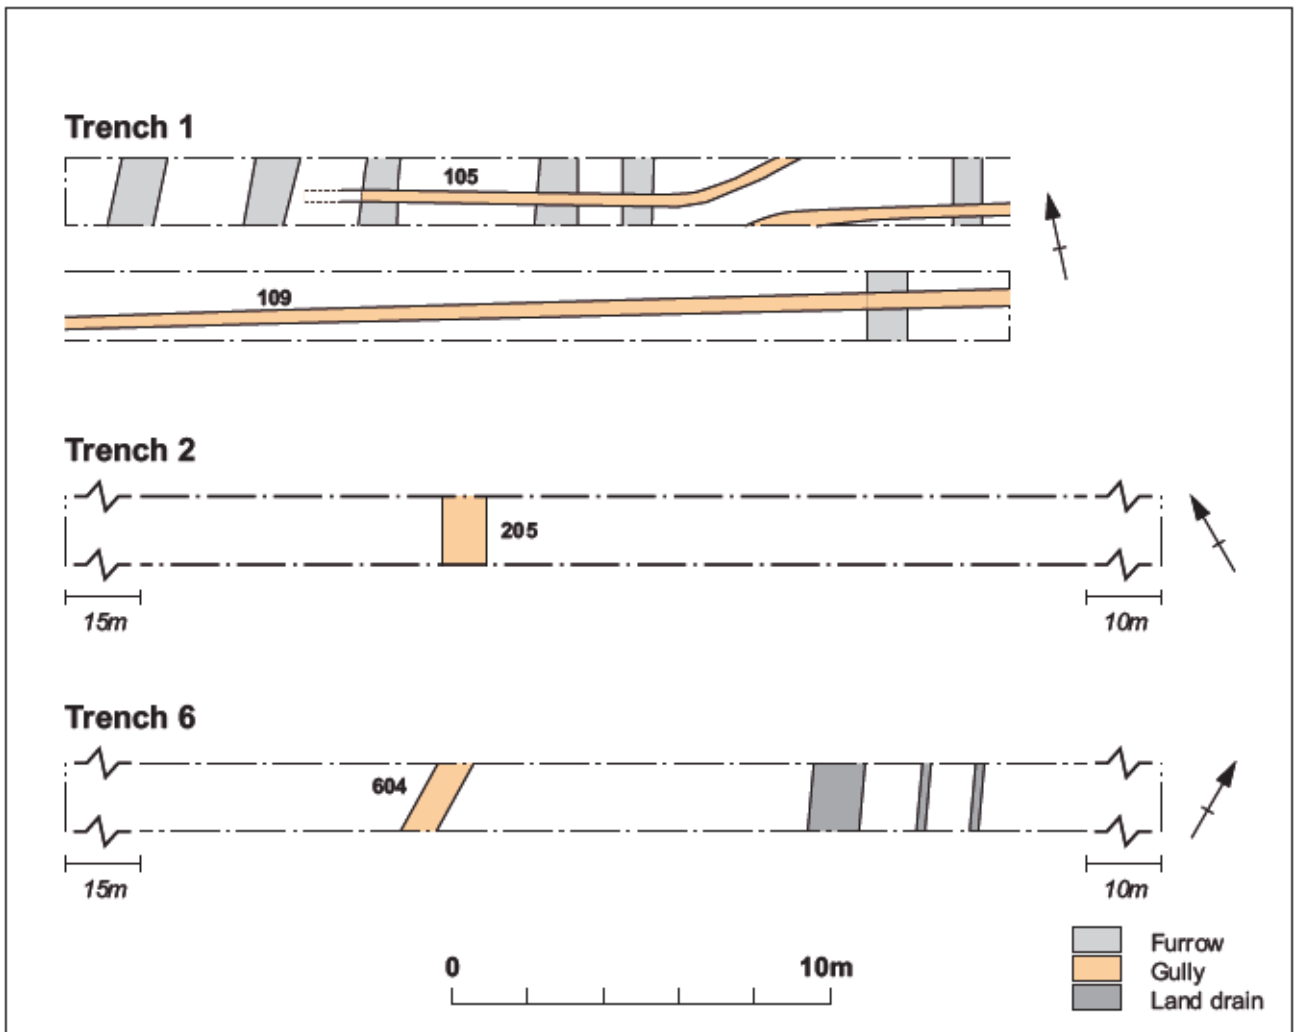 Trench 1
105
109
Trench 2
205
15m
10m
Trench 6
604
15m
10m
0 10m
Furrow
Gully
Land drain